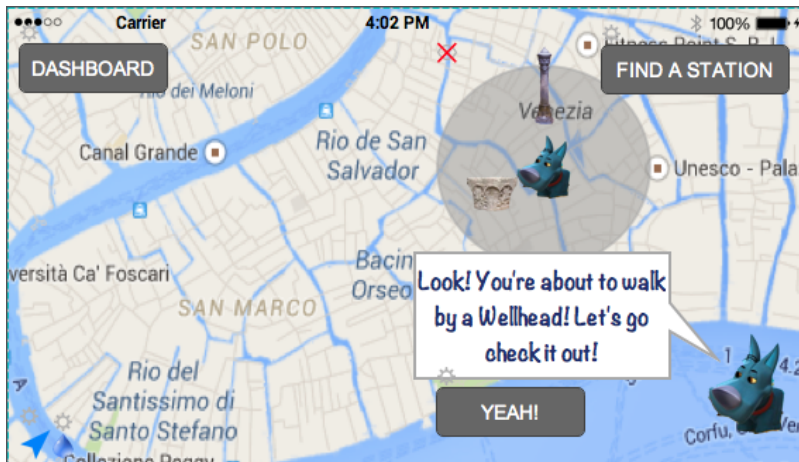 Carrier 4:02 PM 100%
SAN POLO
DASHBOARD
FIND A STATION
Rio dei Meloni
Venezia
Canal Grande
Rio de San
Salvador
Unesco - Pala
versità Ca' Foscari
Bacin
Orseo
SAN MARCO
Look! You're about to walk
by a Wellhead! Let's go
check it out!
Rio del
Santissimo di
Santo Stefano
YEAH!
Corfu,